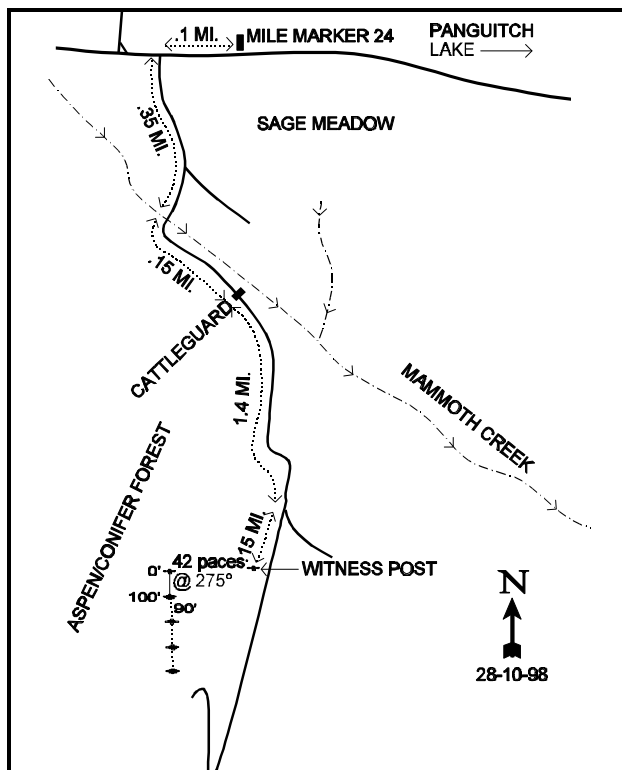 .1 MI.
MILE MARKER 24
PANGUITCH
LAKE
SAGE MEADOW
.35 MI.
.15 MI.
CATTLEGUARD
1.4 MI.
MAMMOTH CREEK
ASPEN/CONIFER FOREST
.15 MI.
42 paces
@ 275°
WITNESS POST
0'
100'
90'
N
28-10-98